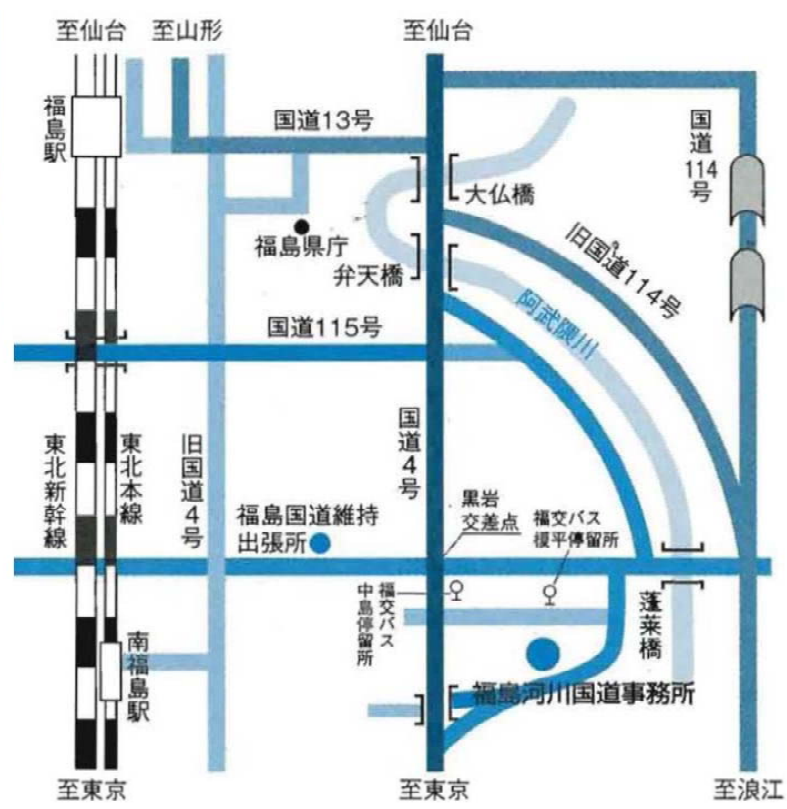 至仙台
至山形
至仙台
福島駅
国道13号
国道114号
大仏橋
福島県庁
弁天橋
旧国道114号
阿武隈川
国道115号
東北新幹線
東北本線
旧国道4号
国道4号
福島国道維持
出張所
黒岩
交差点
福交バス
榎平停留所
福交バス
中島停留所
蓬莱橋
南福島駅
福島河川国道事務所
至東京
至東京
至浪江